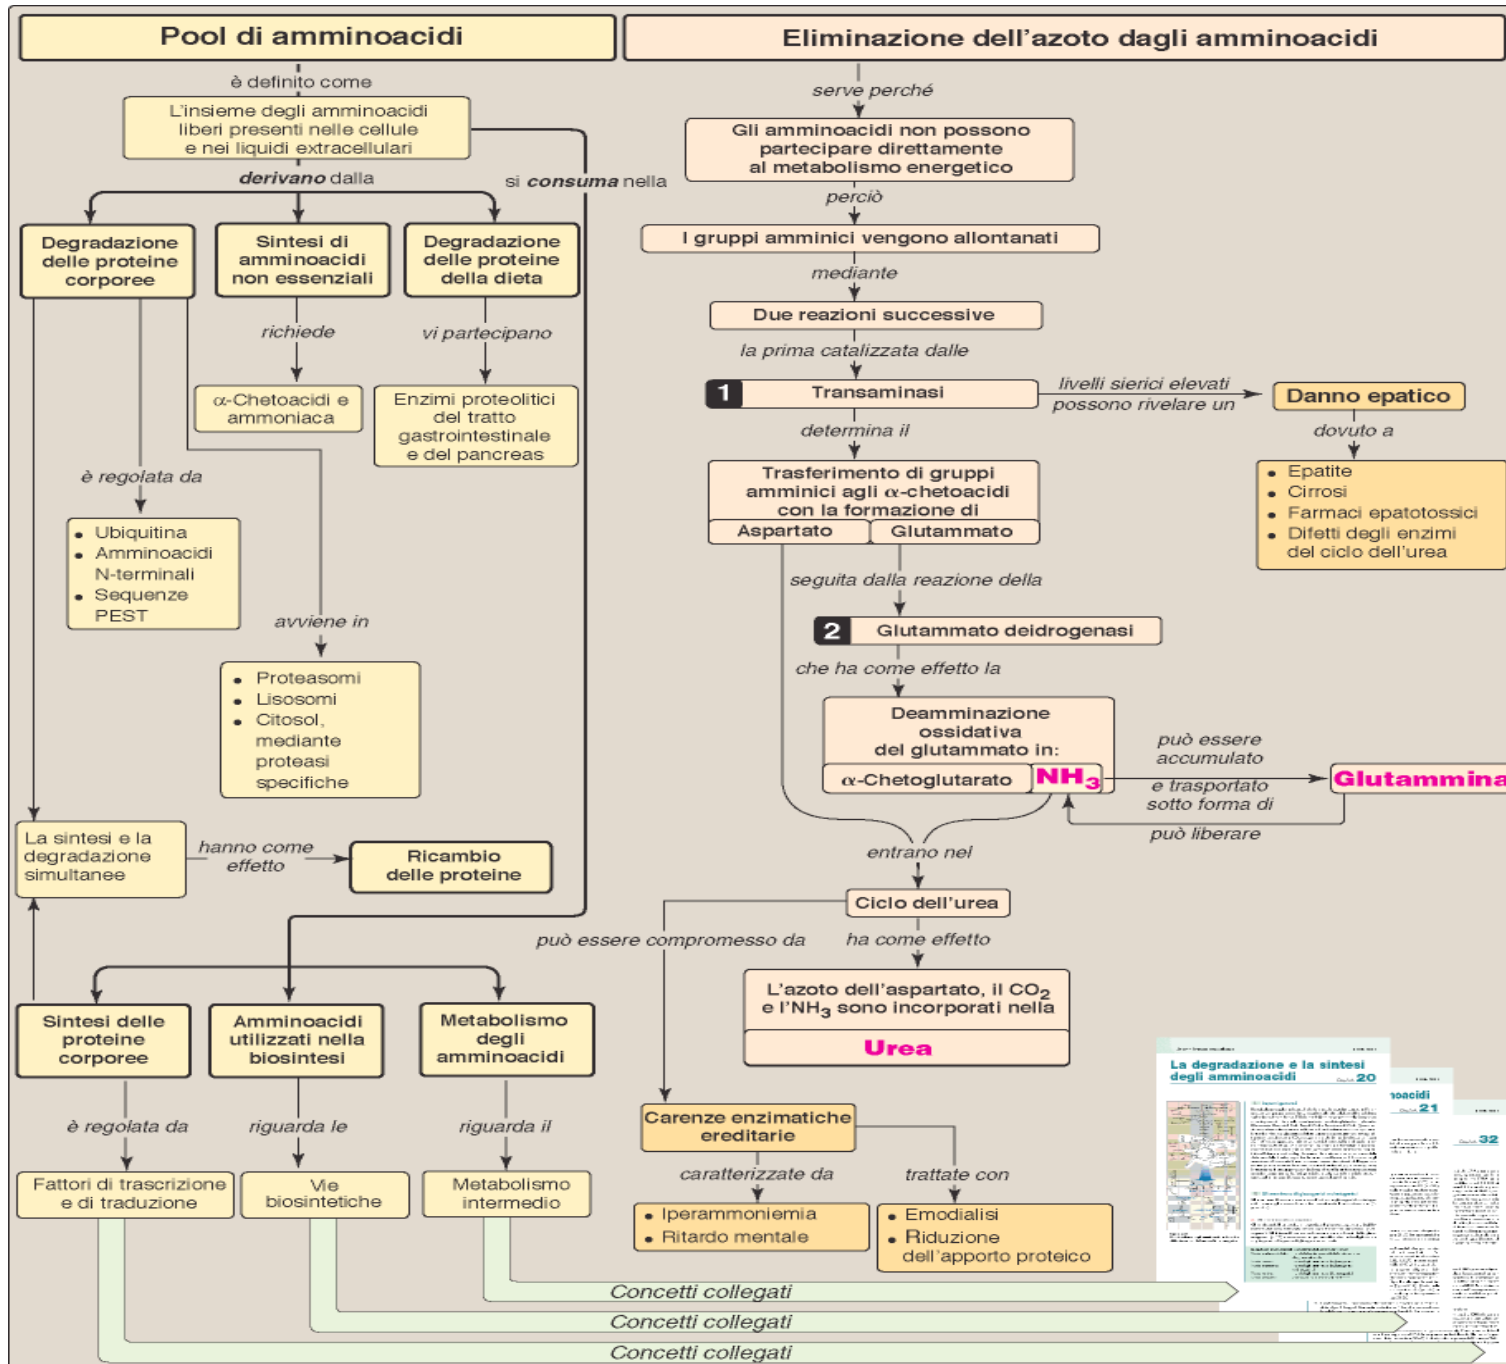 Pool di amminoacidi
è definito come
L'insieme degli amminoacidi
liberi presenti nelle cellule
e nei liquidi extracellulari
derivano dalla
si consuma nella
Degradazione
delle proteine
corporee
Sintesi di
amminoacidi
non essenziali
Degradazione
delle proteine
della dieta
richiede
vi partecipano
α-Chetoacidi e
ammoniaca
Enzimi proteolitici
del tratto
gastrointestinale
e del pancreas
è regolata da
Ubiquitina
Amminoacidi
N-terminali
Sequenze
PEST
avviene in
Proteasomi
Lisosomi
Citosol,
mediante
proteasi
specifiche
La sintesi e la
degradazione
simultanee
hanno come
effetto
Ricambio
delle proteine
Sintesi delle
proteine
corporee
Amminoacidi
utilizzati nella
biosintesi
Metabolismo
degli
amminoacidi
è regolata da
riguarda le
riguarda il
Fattori di trascrizione
e di traduzione
Vie
biosintetiche
Metabolismo
intermedio
Eliminazione dell'azoto dagli amminoacidi
serve perché
Gli amminoacidi non possono
partecipare direttamente
al metabolismo energetico
perciò
I gruppi amminici vengono allontanati
mediante
Due reazioni successive
la prima catalizzata dalle
1 Transaminasi
livelli sierici elevati
possono rivelare un
Danno epatico
dovuto a
Epatite
Cirrosi
Farmaci epatotossici
Difetti degli enzimi
del ciclo dell'urea
determina il
Trasferimento di gruppi
amminici agli α-chetoacidi
con la formazione di
Aspartato Glutammato
seguita dalla reazione della
2 Glutammato deidrogenasi
che ha come effetto la
Deamminazione
ossidativa
del glutammato in:
α-Chetoglutarato NH3
può essere
accumulato
e trasportato
sotto forma di
Glutammina
può liberare
entrano nel
Ciclo dell'urea
può essere compromesso da
ha come effetto
L'azoto dell'aspartato, il CO2
e l'NH3 sono incorporati nella
Urea
Carenze enzimatiche
ereditarie
caratterizzate da
trattate con
Iperammoniemia
Ritardo mentale
Emodialisi
Riduzione
dell'apporto proteico
La degradazione e la sintesi
degli amminoacidi
20
noacidi
21
32
Concetti collegati
Concetti collegati
Concetti collegati